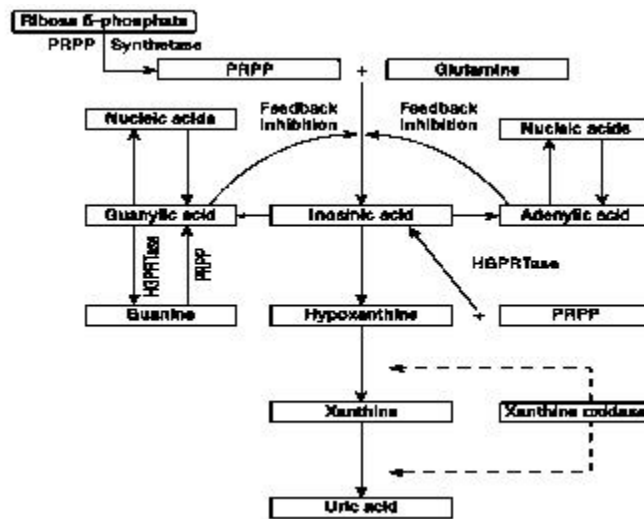 Ribose 5-phosphate
PRPP Synthetase
PRPP + Glutamine
Feedback Inhibition
Feedback Inhibition
Nucleic acids
Nucleic acids
Guanylic acid
Inosinic acid
Adenylic acid
HGPRTase
PRPP
HGPRTase
Guanine
Hypoxanthine + PRPP
Xanthine
Xanthine oxidase
Uric acid